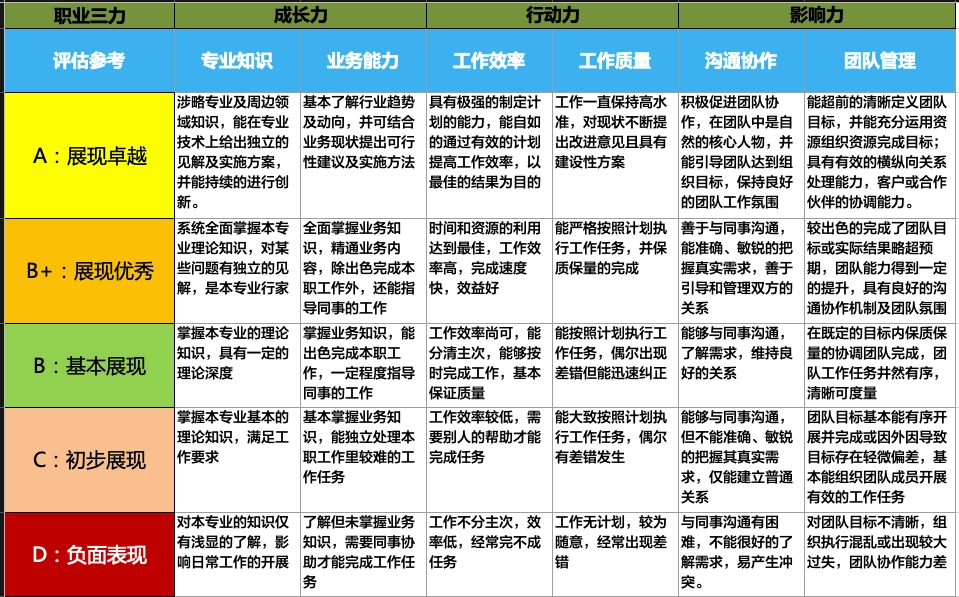 职业三力
成长力
行动力
影响力
评估参考
专业知识
业务能力
工作效率
工作质量
沟通协作
团队管理
A：展现卓越
涉略专业及周边领
域知识，能在专业
技术上给出独立的
见解及实施方案，
并能持续的进行创
新。
基本了解行业趋势
及动向，并可结合
业务现状提出可行
性建议及实施方法
具有极强的制定计
划的能力，能自如
的通过有效的计划
提高工作效率，以
最佳的结果为目的
工作一直保持高水
准，对现状不断提
出改进意见且具有
建设性方案
积极促进团队协
作，在团队中是自
然的核心人物，并
能引导团队达到组
织目标，保持良好
的团队工作氛围
能超前的清晰定义团队
目标，并能充分运用资
源组织资源完成目标；
具有有效的横纵向关系
处理能力，客户或合作
伙伴的协调能力。
B+：展现优秀
系统全面掌握本专
业理论知识，对某
些问题有独立的见
解，是本专业行家
全面掌握业务知
识，精通业务内
容，除出色完成本
职工作外，还能指
导同事的工作
时间和资源的利用
达到最佳，工作效
率高，完成速度
快，效益好
能严格按照计划执
行工作任务，并保
质保量的完成
善于与同事沟通，
能准确、敏锐的把
握真实需求，善于
引导和管理双方的
关系
较出色的完成了团队目
标或实际结果略超预
期，团队能力得到一定
的提升，具有良好的沟
通协作机制及团队氛围
B：基本展现
掌握本专业的理论
知识，具有一定的
理论深度
掌握业务知识，能
出色完成本职工
作，一定程度指导
同事的工作
工作效率尚可，能
分清主次，能够按
时完成工作，基本
保证质量
能按照计划执行工
作任务，偶尔出现
差错但能迅速纠正
能够与同事沟通，
了解需求，维持良
好的关系
在既定的目标内保质保
量的协调团队完成，团
队工作任务井然有序，
清晰可度量
C：初步展现
掌握本专业基本的
理论知识，满足工
作要求
基本掌握业务知
识，能独立处理本
职工作里较难的工
作任务
工作效率较低，需
要别人的帮助才能
完成任务
能大致按照计划执
行工作任务，偶尔
有差错发生
能够与同事沟通，
但不能准确、敏锐
的把握其真实需
求，仅能建立普通
关系
团队目标基本能有序开
展并完成或因外因导致
目标存在轻微偏差，基
本能组织团队成员开展
有效的工作任务
D：负面表现
对本专业的知识仅
有浅显的了解，影
响日常工作的开展
了解但未掌握业务
知识，需要同事协
助才能完成工作任
务
工作不分主次，效
率低，经常完不成
任务
工作无计划，较为
随意，经常出现差
错
与同事沟通有困
难，不能很好的了
解需求，易产生冲
突。
对团队目标不清晰，组
织执行混乱或出现较大
过失，团队协作能力差